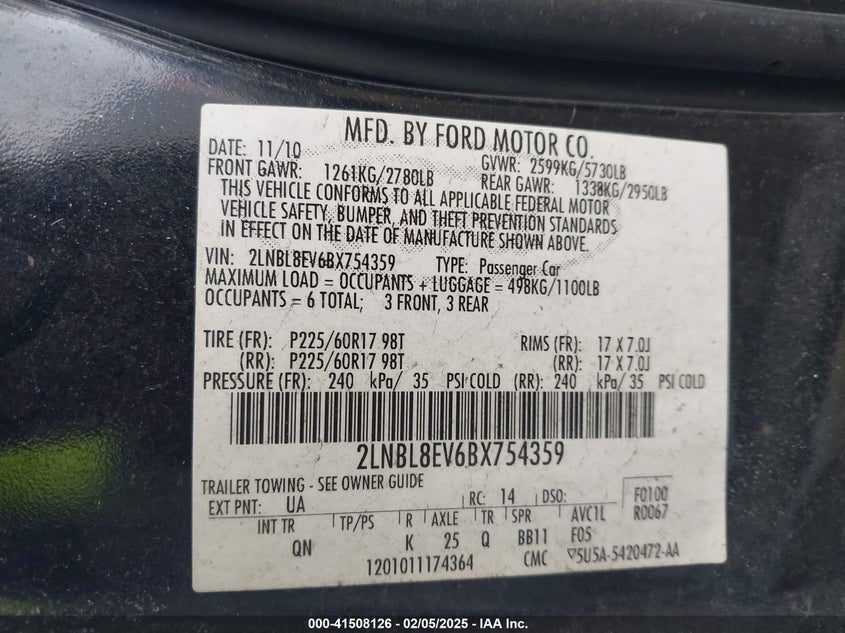 MFD. BY FORD MOTOR CO.
DATE: 11/10 GVWR: 2599KG/5730LB
FRONT GAWR: 1261KG/2780LB REAR GAWR: 1338KG/2950LB
THIS VEHICLE CONFORMS TO ALL APPLICABLE FEDERAL MOTOR
VEHICLE SAFETY, BUMPER, AND THEFT PREVENTION STANDARDS
IN EFFECT ON THE DATE OF MANUFACTURE SHOWN ABOVE.
VIN: 2LNBL8EV6BX754359 TYPE: Passenger Car
MAXIMUM LOAD = OCCUPANTS + LUGGAGE = 498KG/1100LB
OCCUPANTS = 6 TOTAL; 3 FRONT, 3 REAR
TIRE (FR): P225/60R17 98T RIMS (FR): 17 X 7.0J
(RR): P225/60R17 98T (RR): 17 X 7.0J
PRESSURE (FR): 240 kPa/ 35 PSI COLD (RR): 240 kPa/ 35 PSI COLD
2LNBL8EV6BX754359
TRAILER TOWING - SEE OWNER GUIDE
EXT PNT: UA RC: 14 DSO: F0100
INT TR TP/PS R AXLE TR SPR AVC1L R0067
QN K 25 Q BB11 F05
1201011174364 CMC 5U5A-5420472-AA
000-41508126 - 02/05/2025 - IAA Inc.